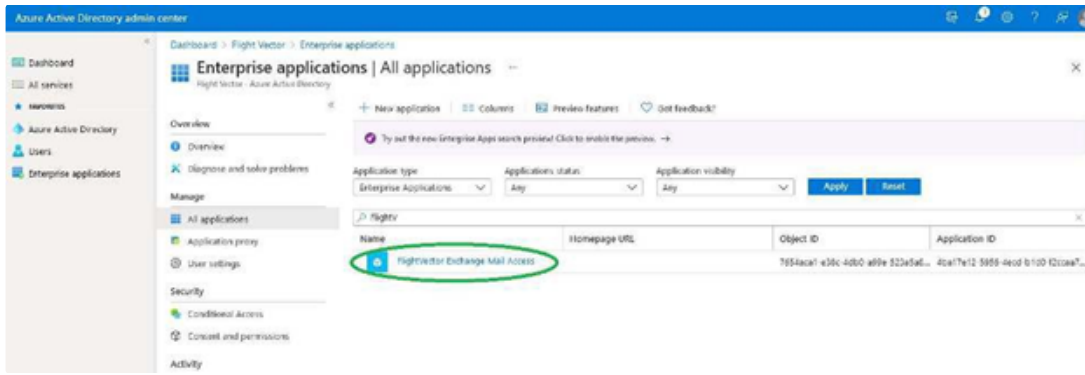 Azure Active Directory admin center
Dashboard > Flight Vector > Enterprise applications
Enterprise applications | All applications
Flight Vector - Azure Active Directory
Dashboard
All services
FAVORITES
Azure Active Directory
Users
Enterprise applications
Overview
Overview
Diagnose and solve problems
Manage
All applications
Application proxy
User settings
Security
Conditional Access
Consent and permissions
Activity
New application
Columns
Preview features
Got feedback?
Try out the new Enterprise Apps search preview! Click to enable the preview. →
Application type
Applications status
Application visibility
Enterprise Applications
Any
Any
Apply
Reset
flightv
Name
Homepage URL
Object ID
Application ID
FlightVector Exchange Mail Access